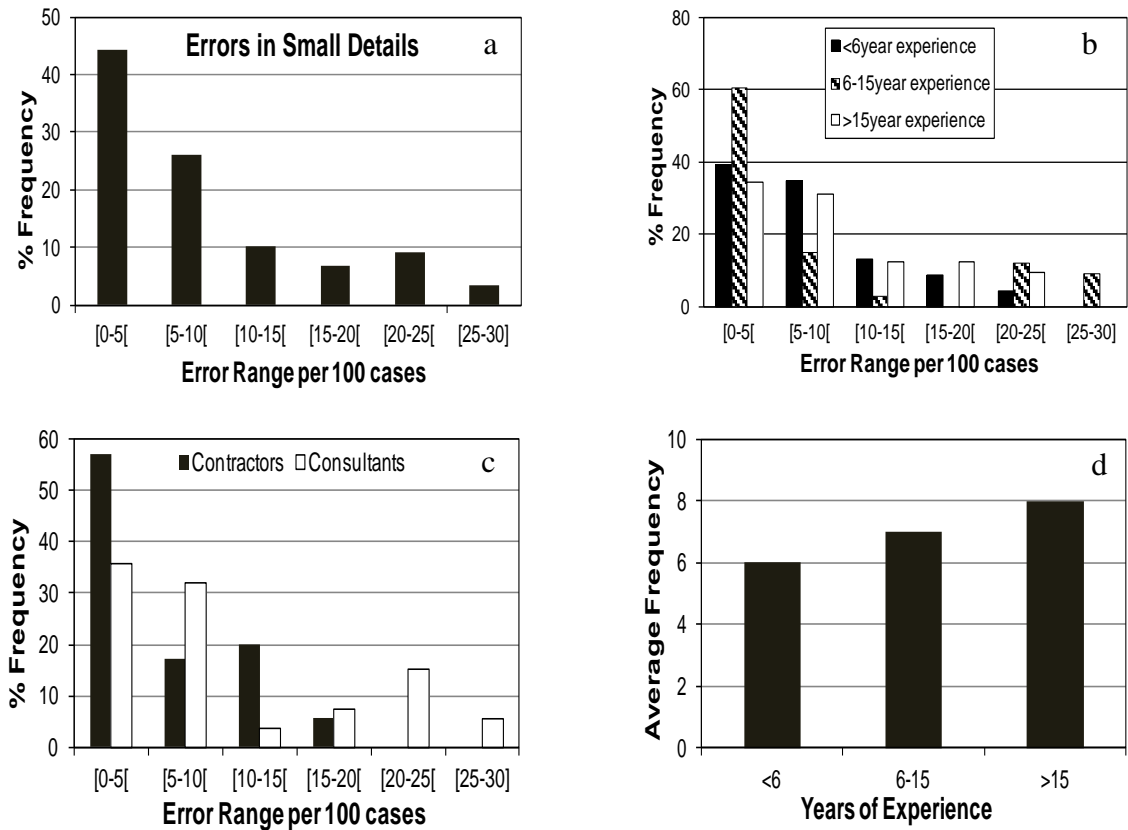 Errors in Small Details
a
% Frequency
50
40
30
20
10
0
[0-5[ [5-10[ [10-15[ [15-20[ [20-25[ [25-30]
Error Range per 100 cases
b
<6year experience
6-15year experience
>15year experience
% Frequency
80
60
40
20
0
[0-5[ [5-10[ [10-15[ [15-20[ [20-25[ [25-30]
Error Range per 100 cases
Contractors Consultants
c
% Frequency
60
50
40
30
20
10
0
[0-5[ [5-10[ [10-15[ [15-20[ [20-25[ [25-30]
Error Range per 100 cases
d
Average Frequency
10
8
6
4
2
0
<6 6-15 >15
Years of Experience